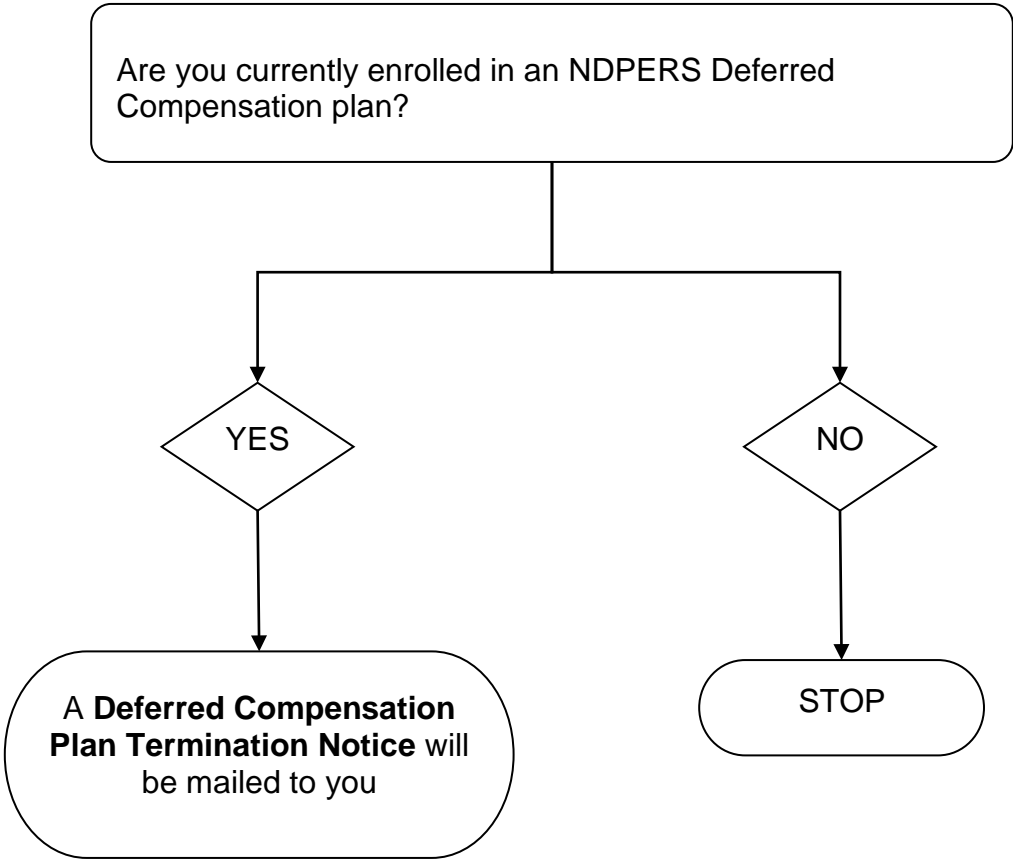 Are you currently enrolled in an NDPERS Deferred
Compensation plan?
YES
NO
A Deferred Compensation
Plan Termination Notice will
be mailed to you
STOP